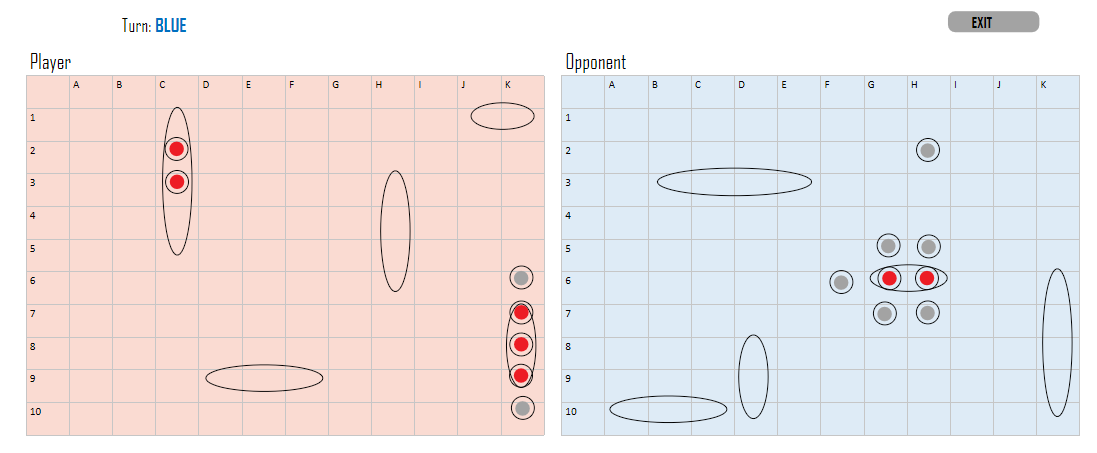 Turn: BLUE
EXIT
Player
Opponent
A B C D E F G H I J K
A B C D E F G H I J K
1 1
2 2
3 3
4 4
5 5
6 6
7 7
8 8
9 9
10 10